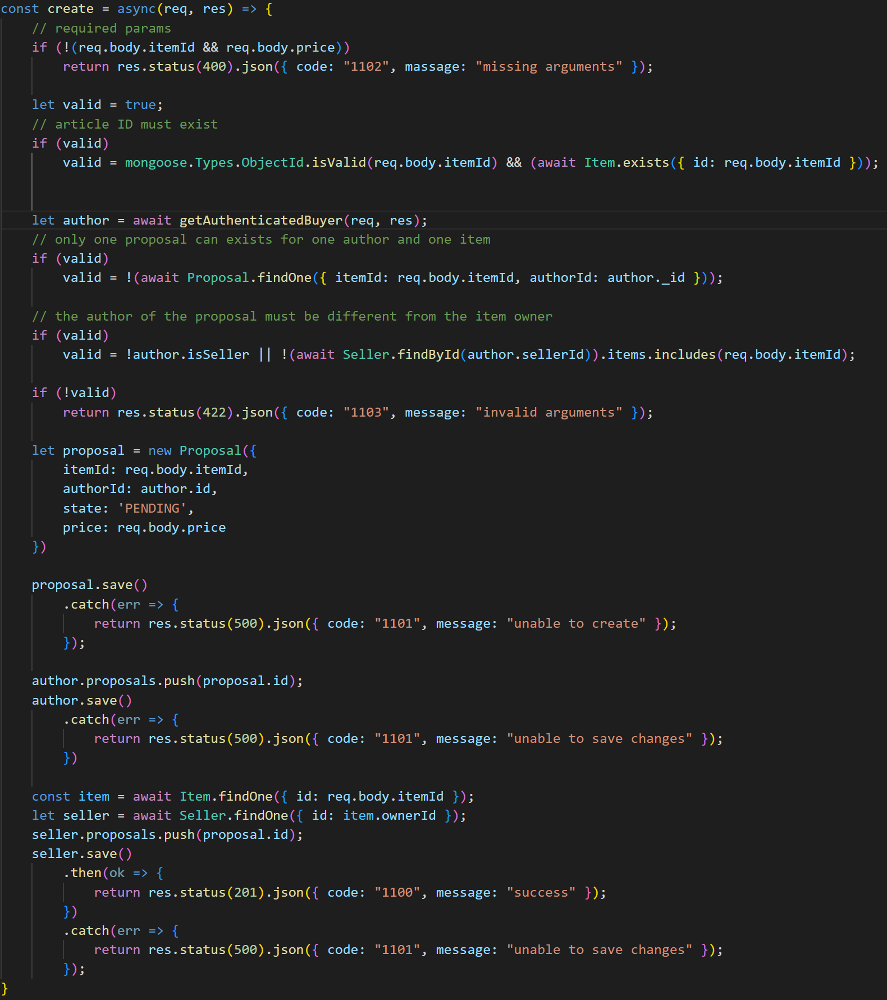 const create = async(req, res) => {
    // required params
    if (!(req.body.itemId && req.body.price))
        return res.status(400).json({ code: "1102", massage: "missing arguments" });

    let valid = true;
    // article ID must exist
    if (valid)
        valid = mongoose.Types.ObjectId.isValid(req.body.itemId) && (await Item.exists({ id: req.body.itemId }));


    let author = await getAuthenticatedBuyer(req, res);
    // only one proposal can exists for one author and one item
    if (valid)
        valid = !(await Proposal.findOne({ itemId: req.body.itemId, authorId: author._id }));

    // the author of the proposal must be different from the item owner
    if (valid)
        valid = !author.isSeller || !(await Seller.findById(author.sellerId)).items.includes(req.body.itemId);

    if (!valid)
        return res.status(422).json({ code: "1103", message: "invalid arguments" });

    let proposal = new Proposal({
        itemId: req.body.itemId,
        authorId: author.id,
        state: 'PENDING',
        price: req.body.price
    })

    proposal.save()
        .catch(err => {
            return res.status(500).json({ code: "1101", message: "unable to create" });
        });

    author.proposals.push(proposal.id);
    author.save()
        .catch(err => {
            return res.status(500).json({ code: "1101", message: "unable to save changes" });
        })

    const item = await Item.findOne({ id: req.body.itemId });
    let seller = await Seller.findOne({ id: item.ownerId });
    seller.proposals.push(proposal.id);
    seller.save()
        .then(ok => {
            return res.status(201).json({ code: "1100", message: "success" });
        })
        .catch(err => {
            return res.status(500).json({ code: "1101", message: "unable to save changes" });
        });
}